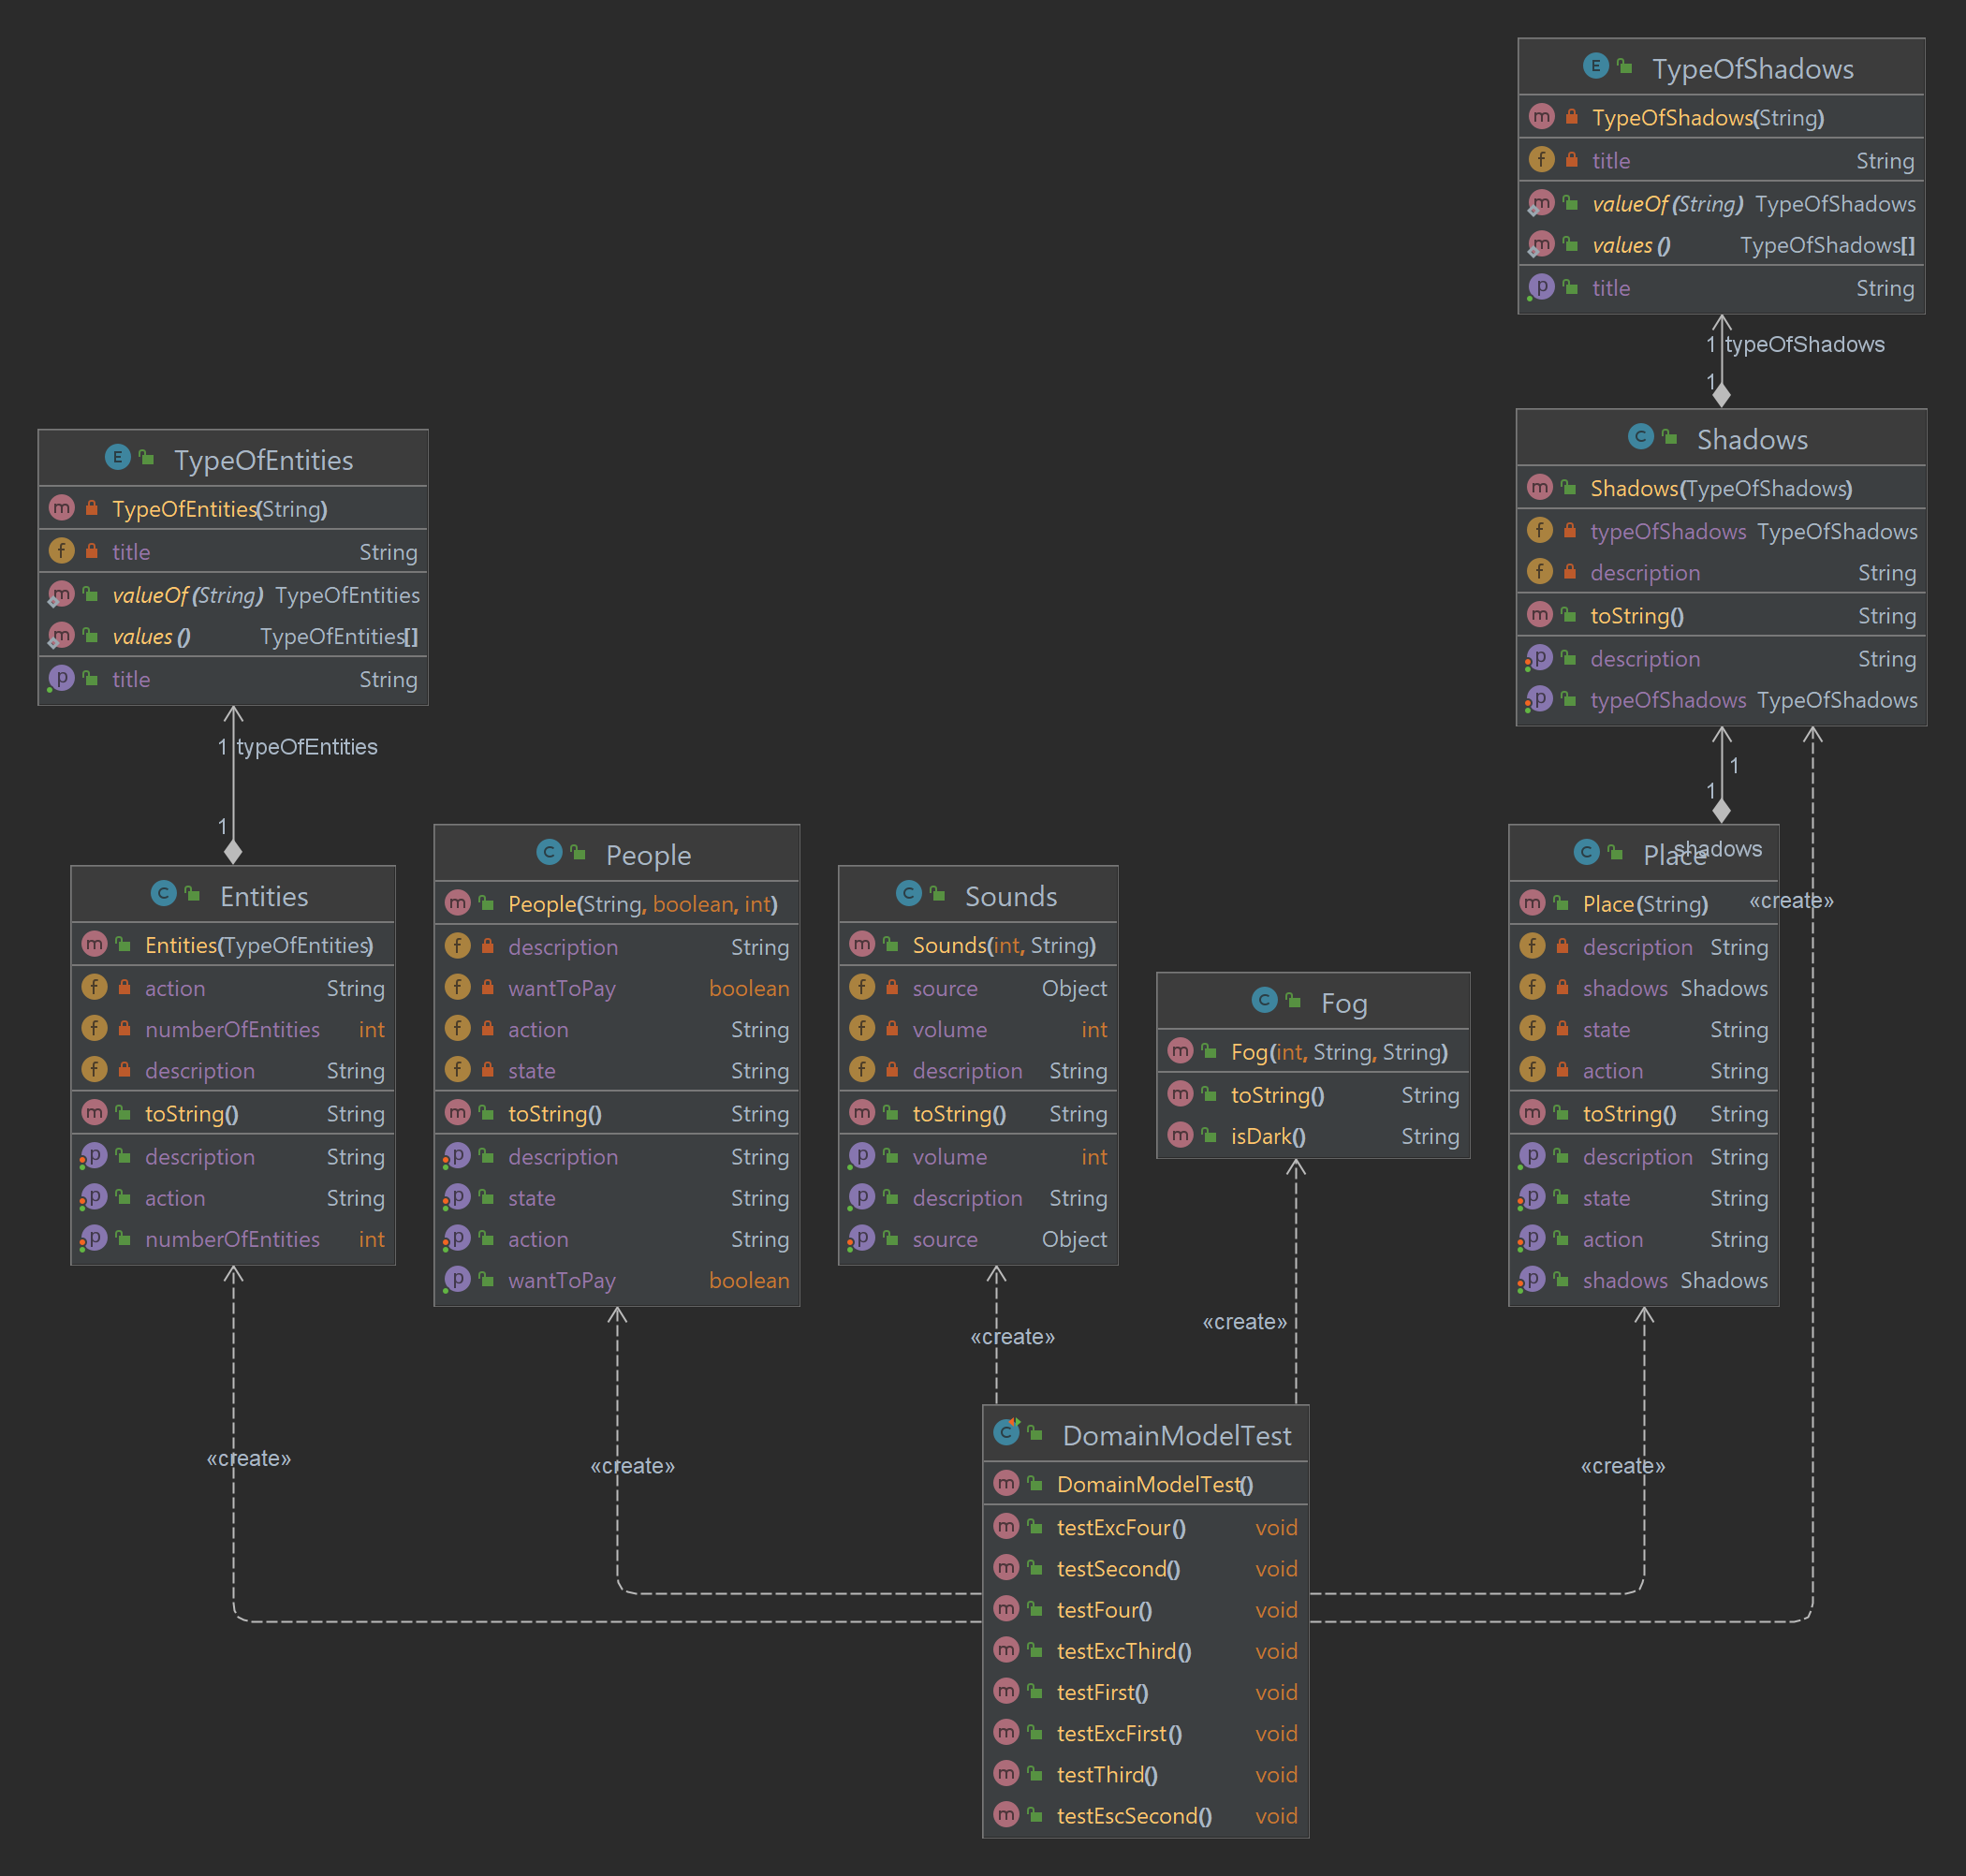 TypeOfShadows
TypeOfShadows(String)
title String
valueOf(String) TypeOfShadows
values() TypeOfShadows[]
title String
1 typeOfShadows
1
Shadows
Shadows(TypeOfShadows)
typeOfShadows TypeOfShadows
description String
toString() String
description String
typeOfShadows TypeOfShadows
1
1
TypeOfEntities
TypeOfEntities(String)
title String
valueOf(String) TypeOfEntities
values() TypeOfEntities[]
title String
1 typeOfEntities
1
Entities
Entities(TypeOfEntities)
action String
numberOfEntities int
description String
toString() String
description String
action String
numberOfEntities int
People
People(String, boolean, int)
description String
wantToPay boolean
action String
state String
toString() String
description String
state String
action String
wantToPay boolean
Sounds
Sounds(int, String)
source Object
volume int
description String
toString() String
volume int
description String
source Object
Fog
Fog(int, String, String)
toString() String
isDark() String
Place
shadows
Place(String)
description String
shadows Shadows
state String
action String
toString() String
description String
state String
action String
shadows Shadows
«create»
«create»
«create»
«create»
«create»
«create»
DomainModelTest
DomainModelTest()
testExcFour() void
testSecond() void
testFour() void
testExcThird() void
testFirst() void
testExcFirst() void
testThird() void
testEscSecond() void